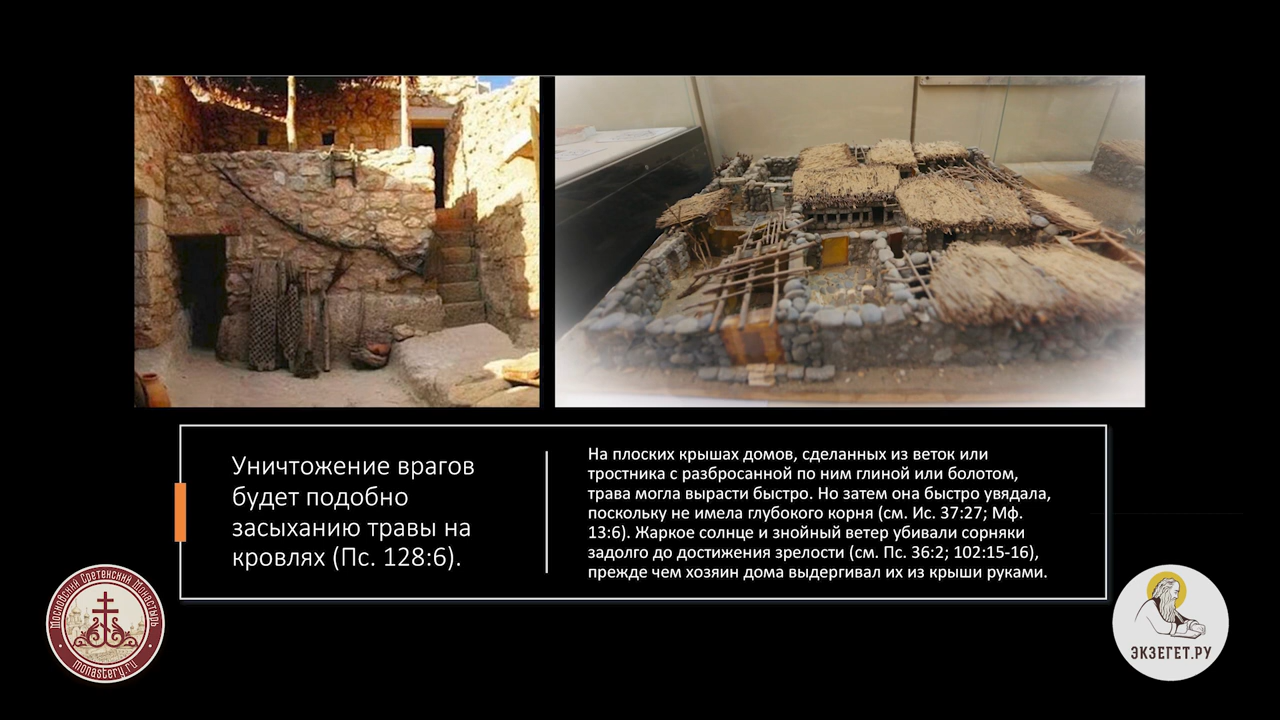 Уничтожение врагов
будет подобно
засыханию травы на
кровлях (Пс. 128:6).
На плоских крышах домов, сделанных из веток или
тростника с разбросанной по ним глиной или болотом,
трава могла вырасти быстро. Но затем она быстро увядала,
поскольку не имела глубокого корня (см. Ис. 37:27; Мф.
13:6). Жаркое солнце и знойный ветер убивали сорняки
задолго до достижения зрелости (см. Пс. 36:2; 102:15-16),
прежде чем хозяин дома выдергивал их из крыши руками.
Московский Сретенский Монастырь
monastery.ru
ЭКЗЕГЕТ.РУ